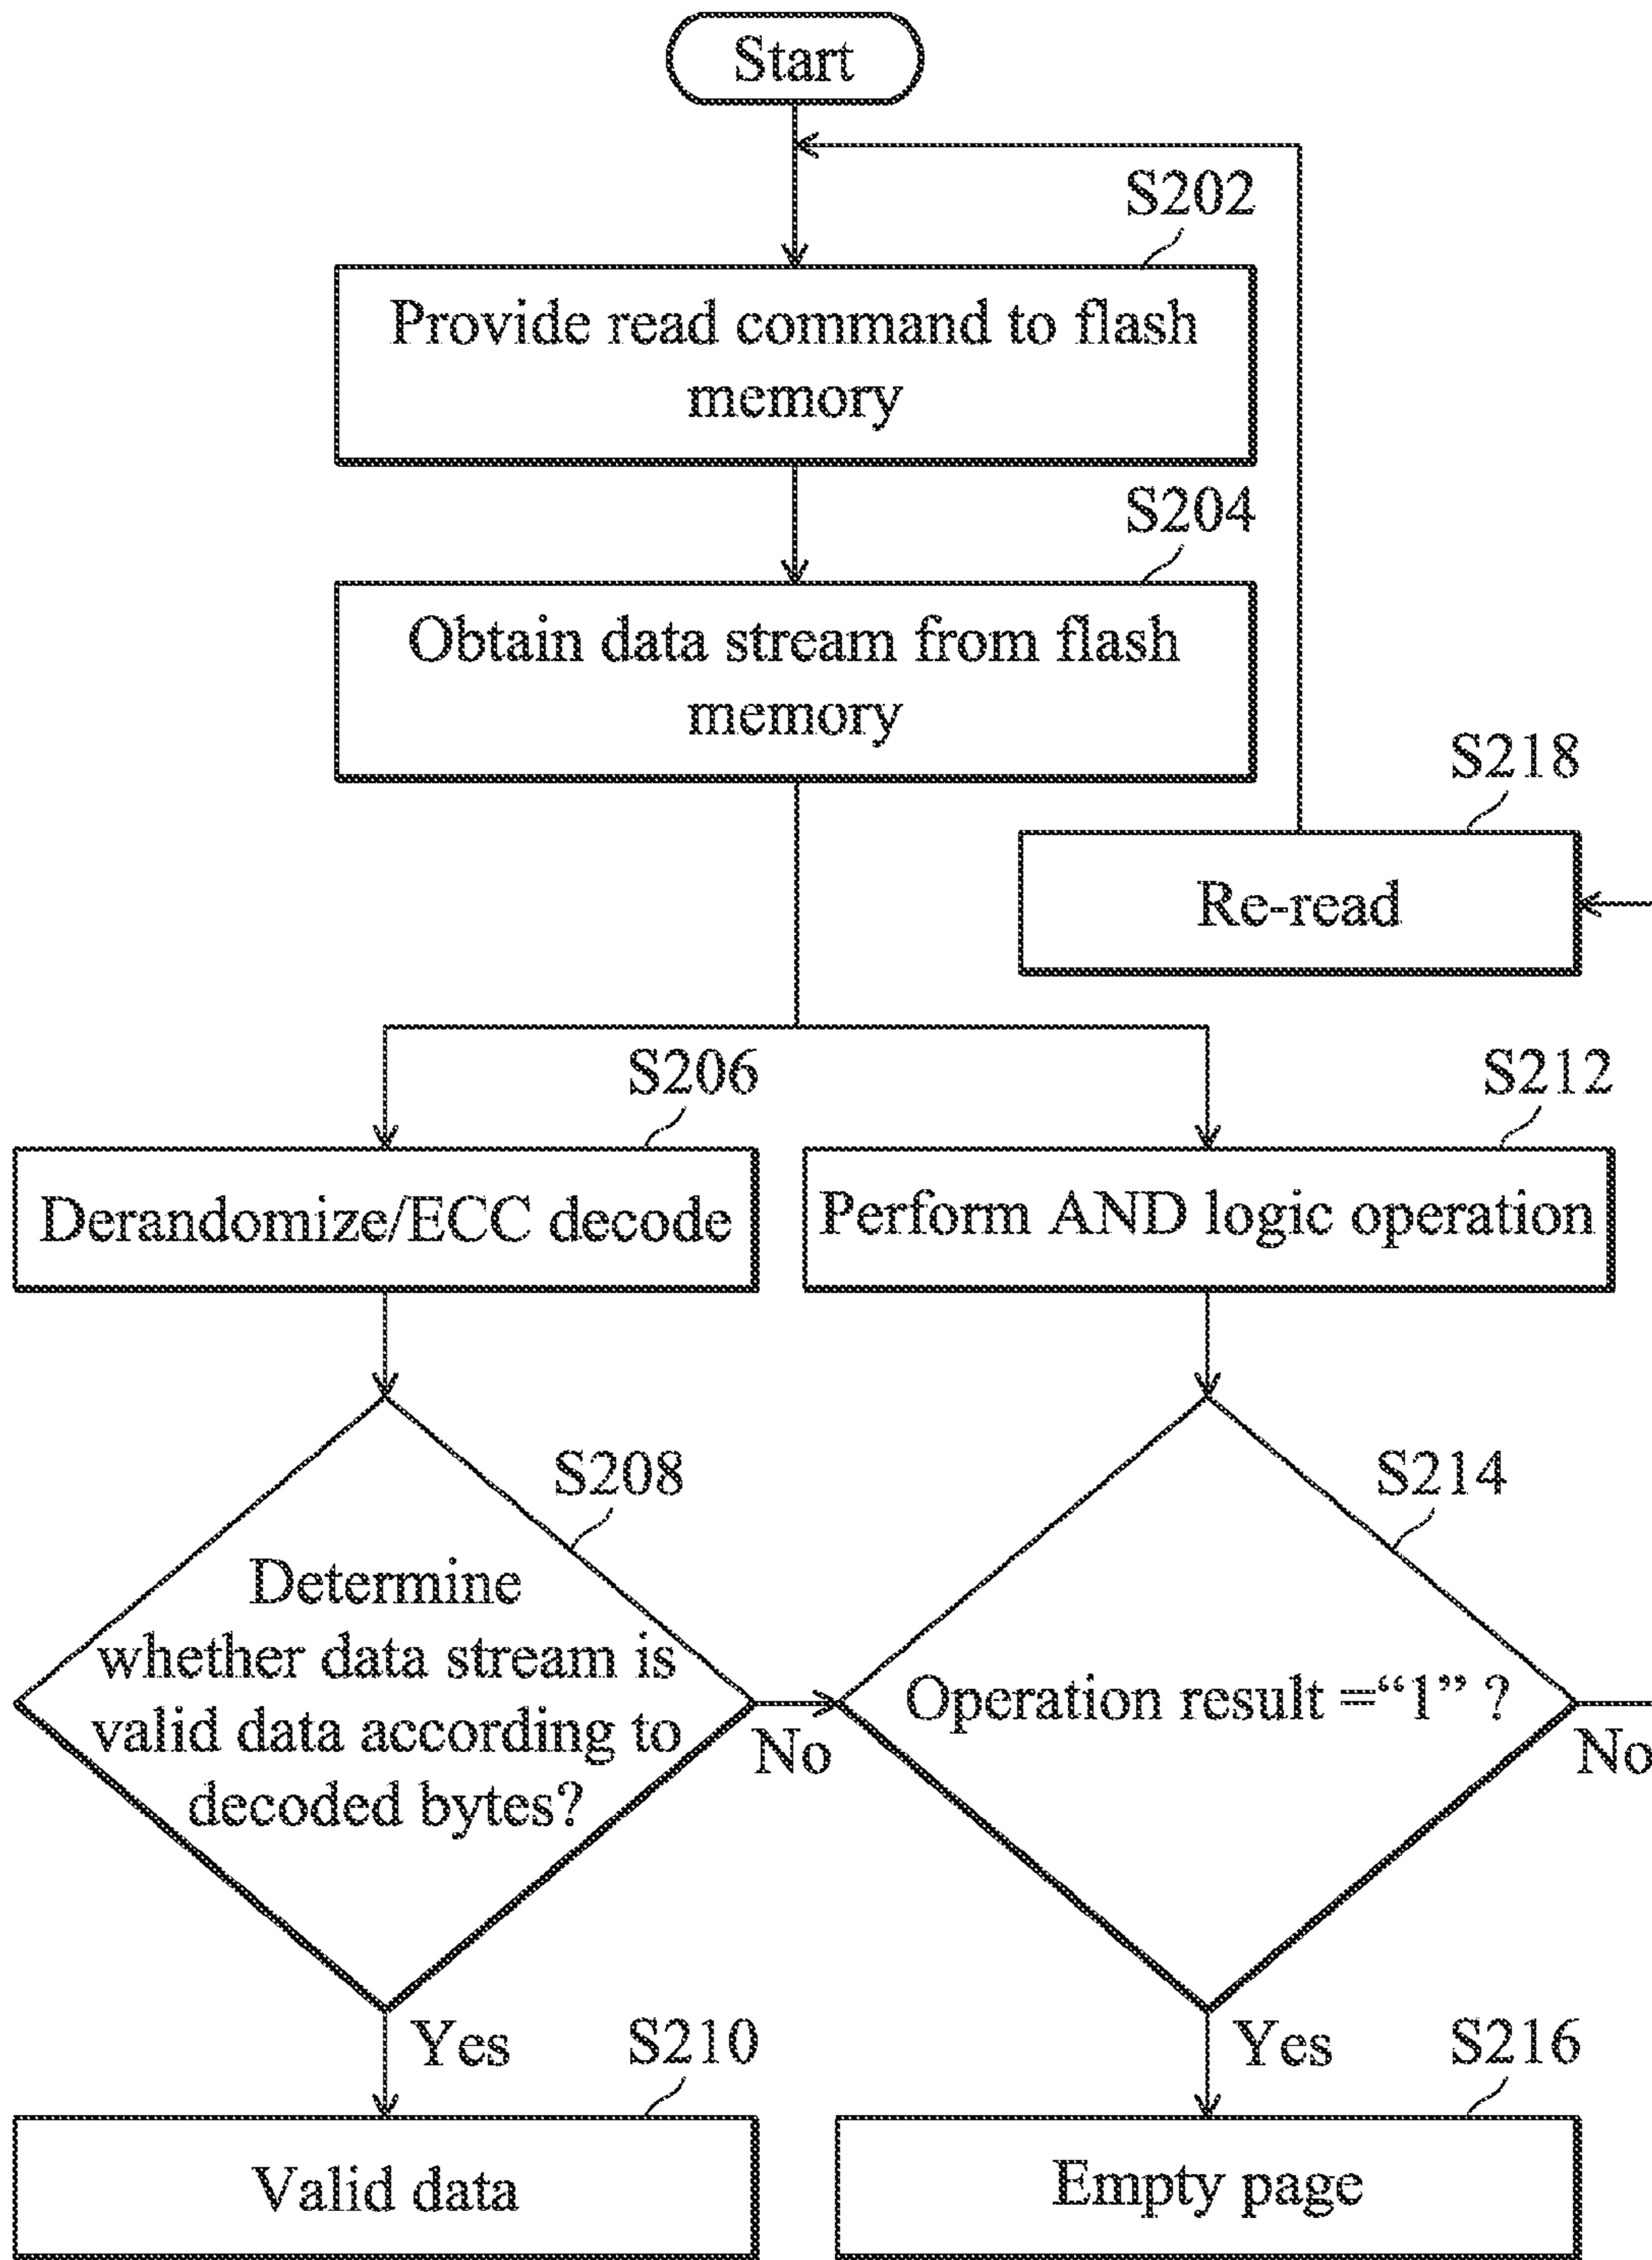 Start
S202
Provide read command to flash
memory
S204
Obtain data stream from flash
memory
S218
Re-read
S206
S212
Derandomize/ECC decode
Perform AND logic operation
S208
S214
Determine
whether data stream is
valid data according to
decoded bytes?
No
Operation result =“1” ?
No
Yes
S210
Yes
S216
Valid data
Empty page